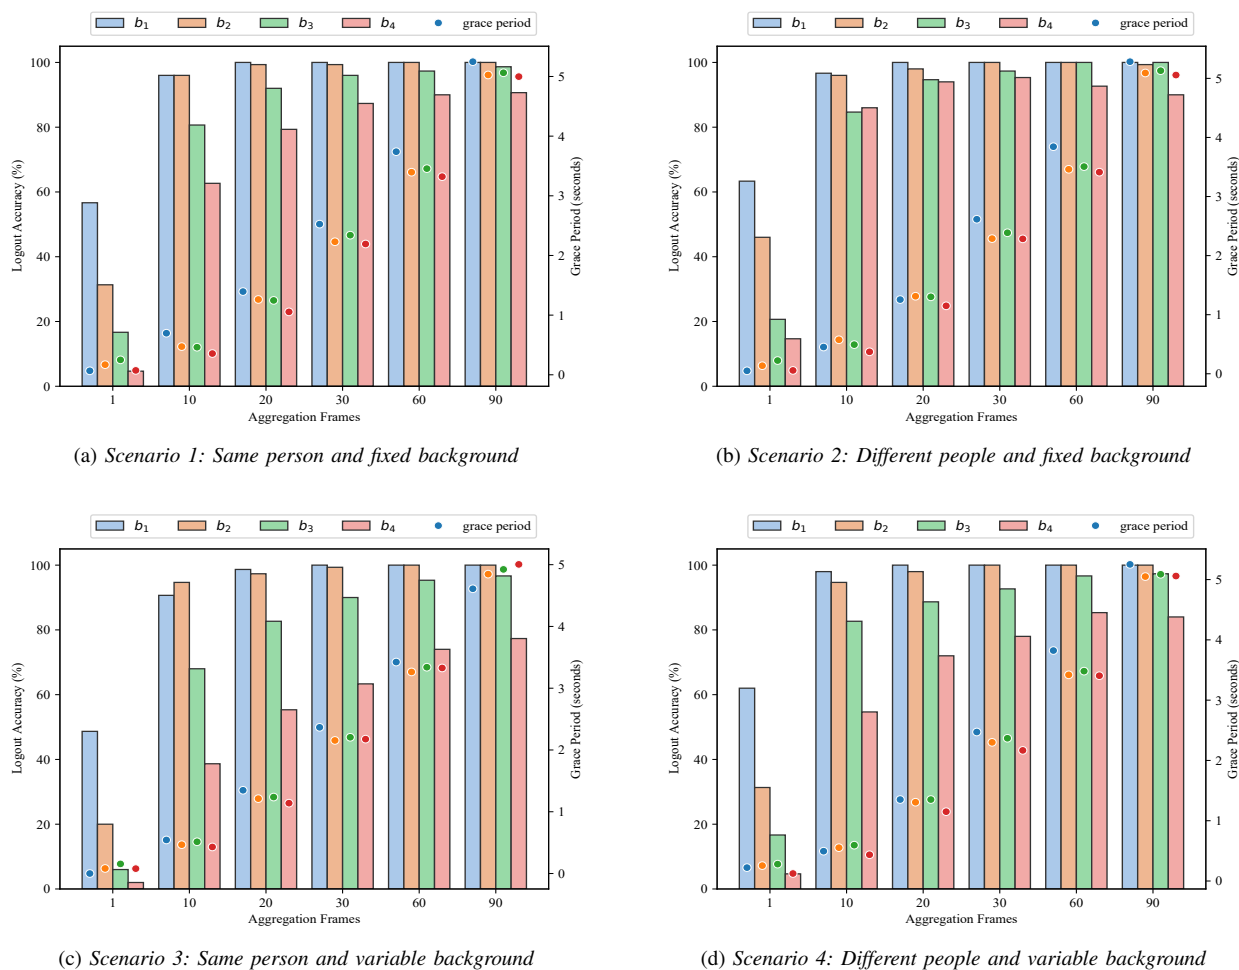 b1 b2 b3 b4 grace period
100
80
60
40
20
0
Logout Accuracy (%)
5
4
3
2
1
0
Grace Period (seconds)
1 10 20 30 60 90
Aggregation Frames
(a) Scenario 1: Same person and fixed background
b1 b2 b3 b4 grace period
100
80
60
40
20
0
Logout Accuracy (%)
5
4
3
2
1
0
Grace Period (seconds)
1 10 20 30 60 90
Aggregation Frames
(b) Scenario 2: Different people and fixed background
b1 b2 b3 b4 grace period
100
80
60
40
20
0
Logout Accuracy (%)
5
4
3
2
1
0
Grace Period (seconds)
1 10 20 30 60 90
Aggregation Frames
(c) Scenario 3: Same person and variable background
b1 b2 b3 b4 grace period
100
80
60
40
20
0
Logout Accuracy (%)
5
4
3
2
1
0
Grace Period (seconds)
1 10 20 30 60 90
Aggregation Frames
(d) Scenario 4: Different people and variable background